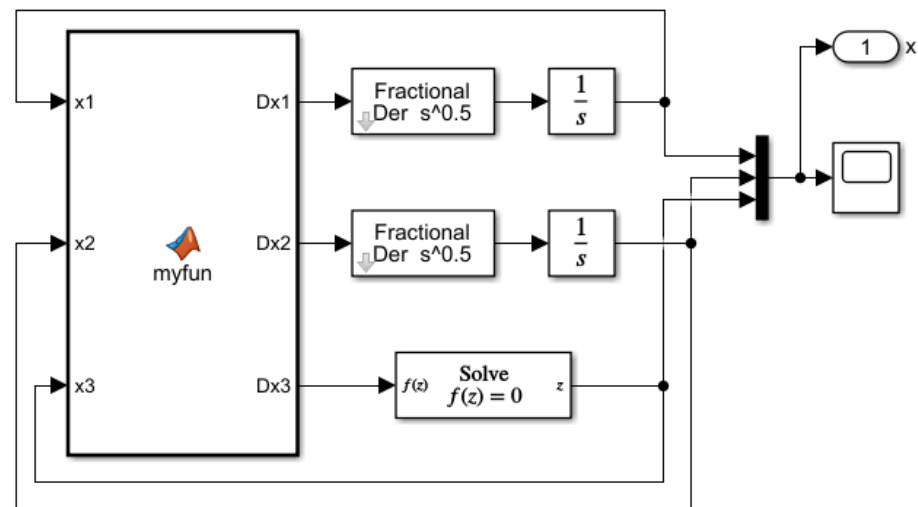 1
x
x1
Dx1
Fractional
Der s^0.5
1
s
x2
Dx2
myfun
Fractional
Der s^0.5
1
s
x3
Dx3
f(z)
Solve
f(z) = 0
z